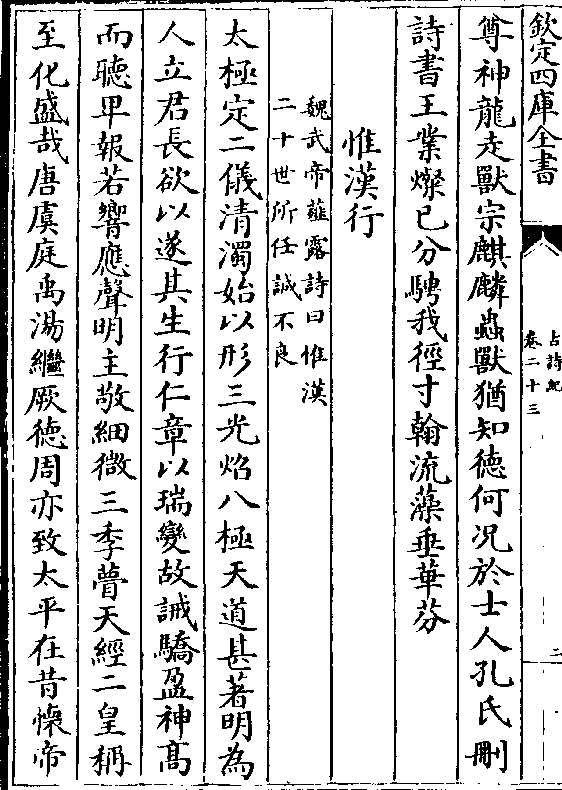 欽定四庫全書
古詩紀
卷二十三
二
尊神龍走獸宗麒麟蟲獸猶知德何況於士人孔氏刪
詩書王業燦已分騁我徑寸翰流藻垂華芬
惟漢行
魏武帝薤露詩曰惟漢
二十世所任誠不良
太極定二儀清濁始以形三光焰八極天道甚著明為
人立君長欲以遂其生行仁章以瑞變故誡驕盈神髙
而聽卑報若響應聲明主敬細微三季瞢天經二皇稱
至化盛哉唐虞庭禹湯繼厥徳周亦致太平在昔懷帝